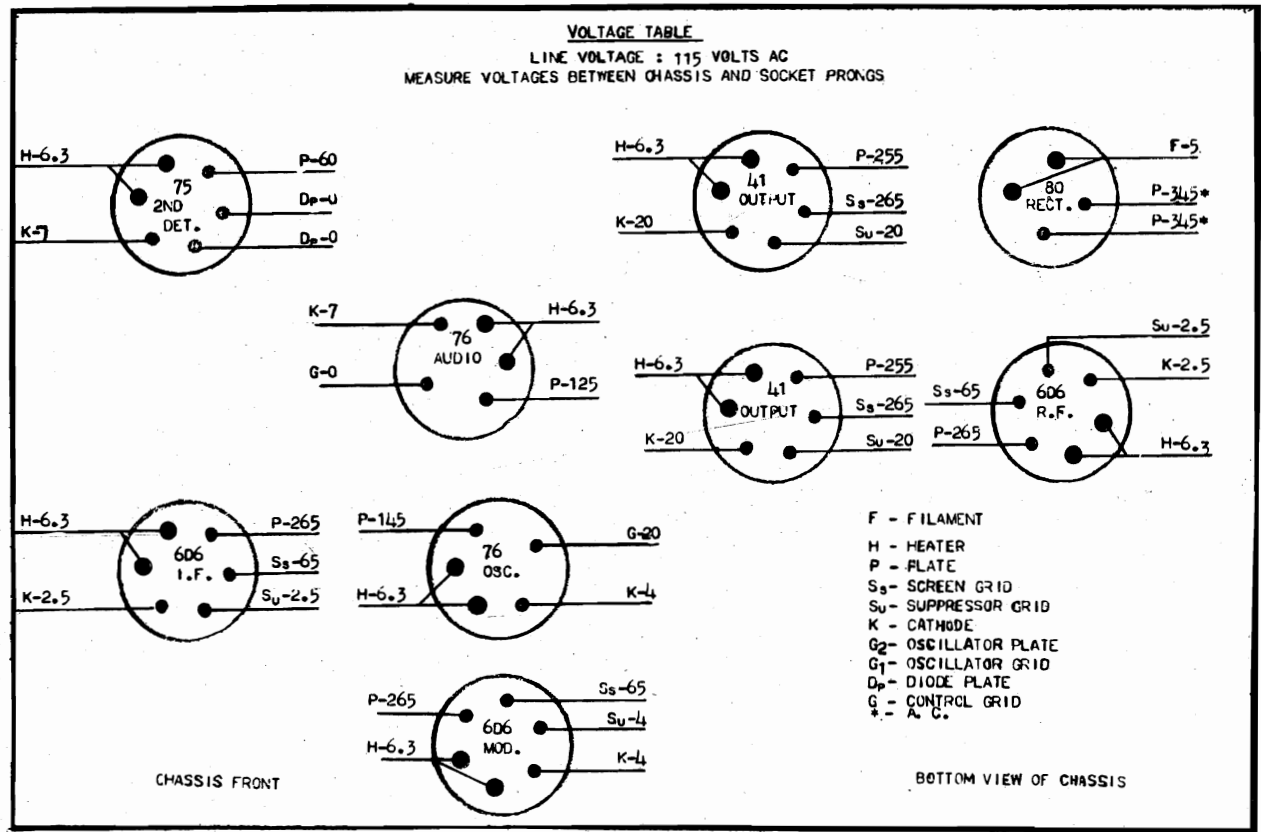 VOLTAGE TABLE
LINE VOLTAGE : 115 VOLTS AC
MEASURE VOLTAGES BETWEEN CHASSIS AND SOCKET PRONGS
H-6.3
P-60
75
2ND
DET.
DP-0
K-7
DP-0
H-6.3
P-255
41
OUTPUT
SS-265
K-20
SU-20
F-5
80
RECT.
P-345*
P-345*
K-7
H-6.3
76
AUDIO
G-0
P-125
H-6.3
P-255
41
OUTPUT
SS-265
K-20
SU-20
SU-2.5
K-2.5
SS-65
6D6
R.F.
P-265
H-6.3
H-6.3
P-265
6D6
I.F.
SS-65
K-2.5
SU-2.5
P-145
G-20
76
OSC.
H-6.3
K-4
P-265
SS-65
6D6
MOD.
SU-4
H-6.3
K-4
F - FILAMENT
H - HEATER
P - PLATE
SS- SCREEN GRID
SU- SUPPRESSOR GRID
K - CATHODE
G2- OSCILLATOR PLATE
G1- OSCILLATOR GRID
DP- DIODE PLATE
G - CONTROL GRID
* - A. C.
CHASSIS FRONT
BOTTOM VIEW OF CHASSIS